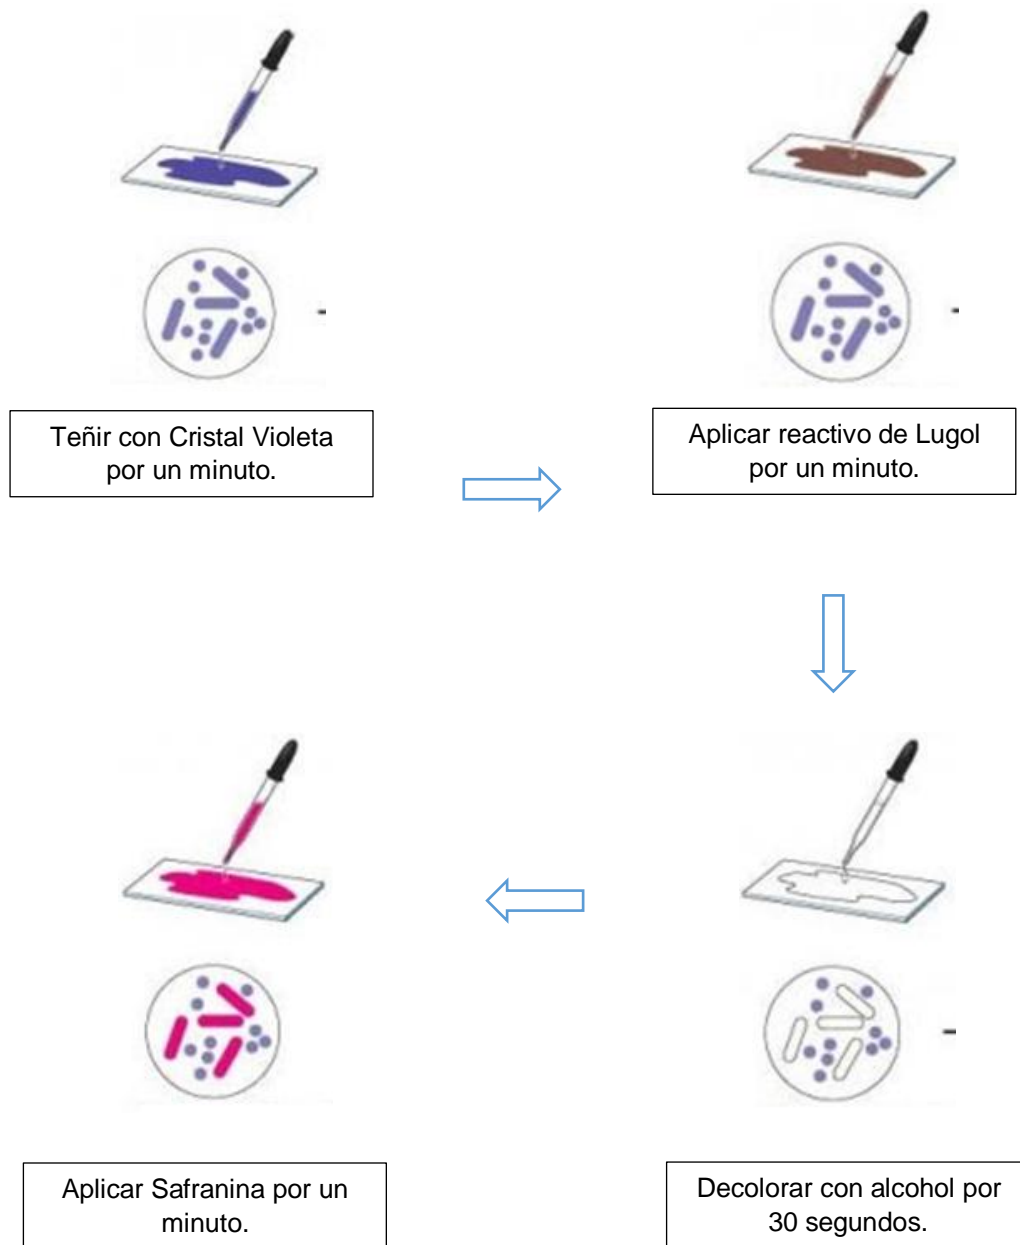 Teñir con Cristal Violeta
por un minuto.
Aplicar reactivo de Lugol
por un minuto.
Decolorar con alcohol por
30 segundos.
Aplicar Safranina por un
minuto.